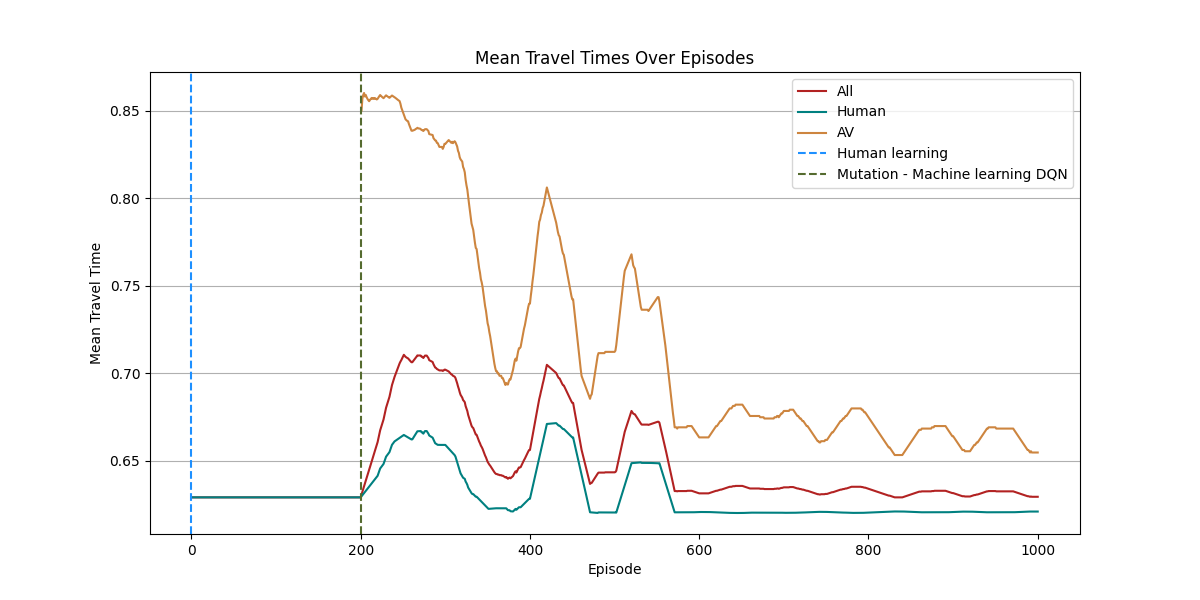 Mean Travel Times Over Episodes
Mean Travel Time
0.85
0.80
0.75
0.70
0.65
All
Human
AV
Human learning
Mutation - Machine learning DQN
0 200 400 600 800 1000
Episode